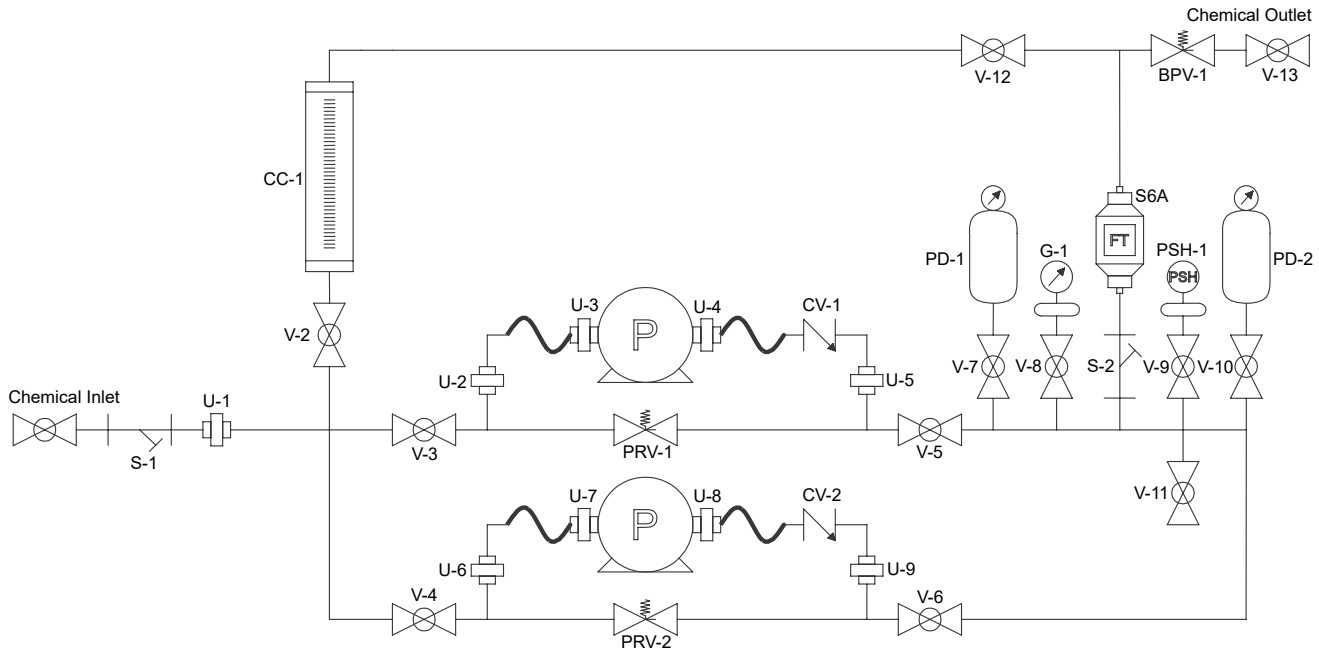 Chemical Outlet
V-12
BPV-1
V-13
CC-1
S6A
FT
PD-1
G-1
PSH-1
PSH
PD-2
U-3
P
U-4
CV-1
V-2
U-2
U-5
V-7
V-8
S-2
V-9
V-10
Chemical Inlet
U-1
S-1
V-3
PRV-1
V-5
U-7
P
U-8
CV-2
V-11
U-6
U-9
V-4
V-6
PRV-2